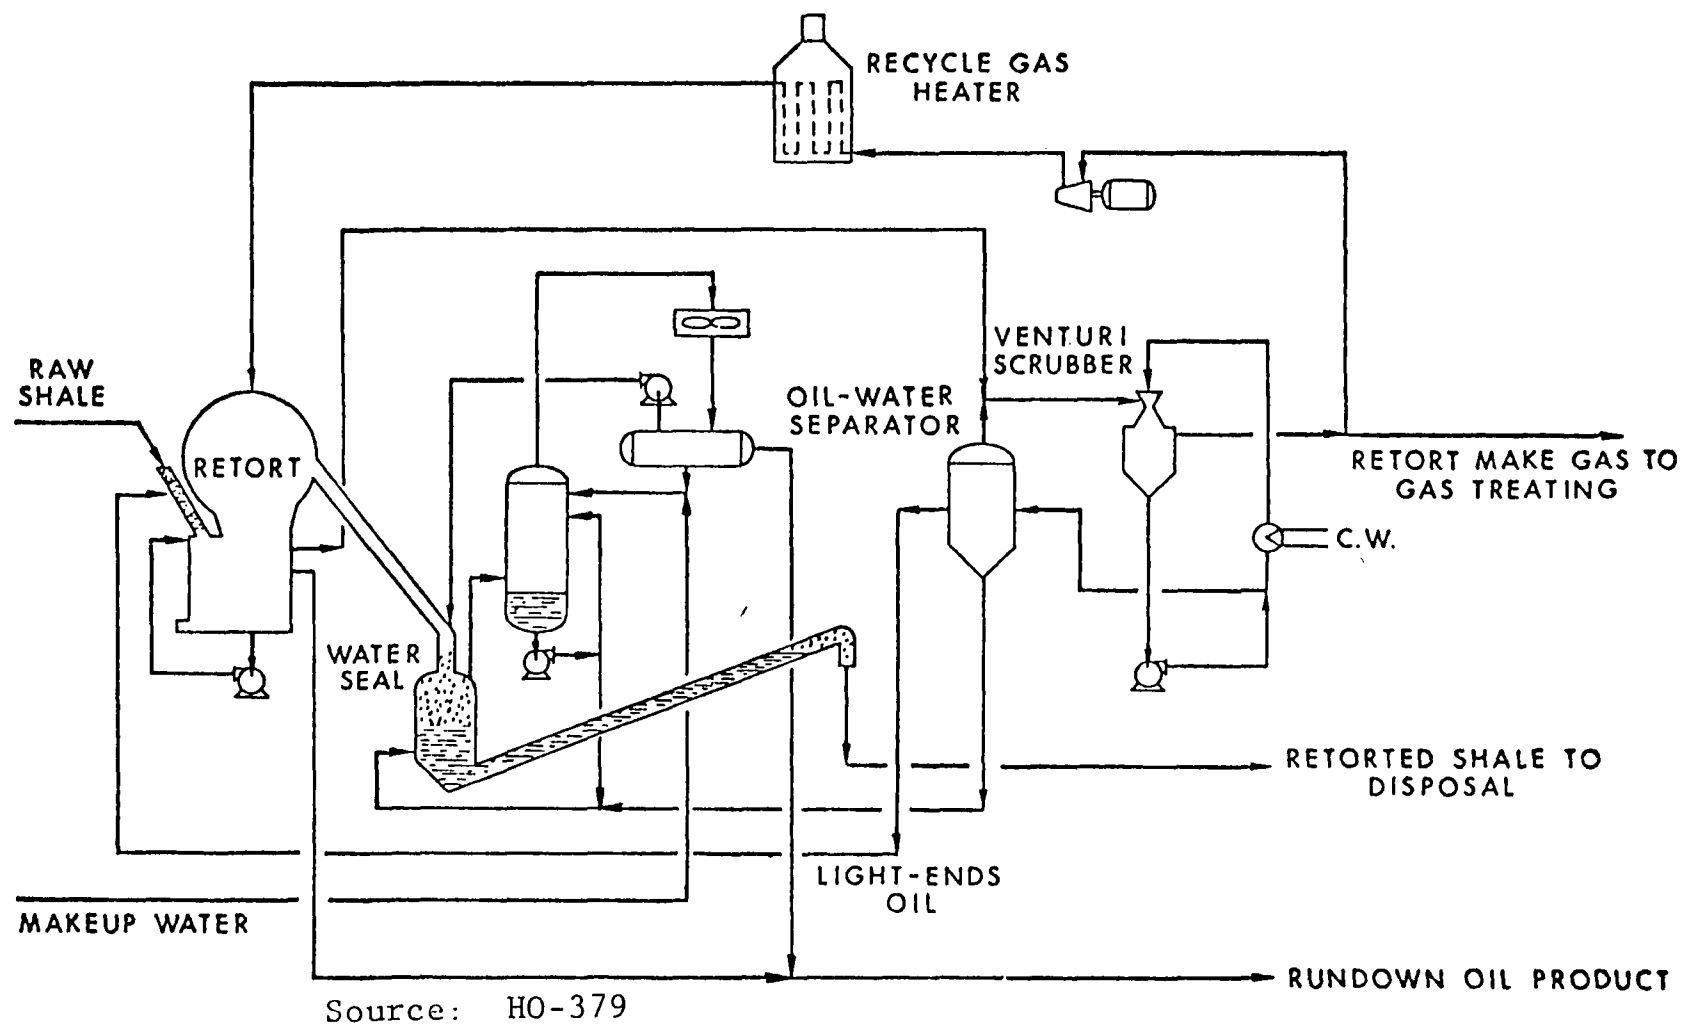 RECYCLE GAS
HEATER
RAW
SHALE
RETORT
VENTURI
SCRUBBER
OIL-WATER
SEPARATOR
RETORT MAKE GAS TO
GAS TREATING
C.W.
WATER
SEAL
RETORTED SHALE TO
DISPOSAL
LIGHT-ENDS
OIL
MAKEUP WATER
RUNDOWN OIL PRODUCT
Source: HO-379